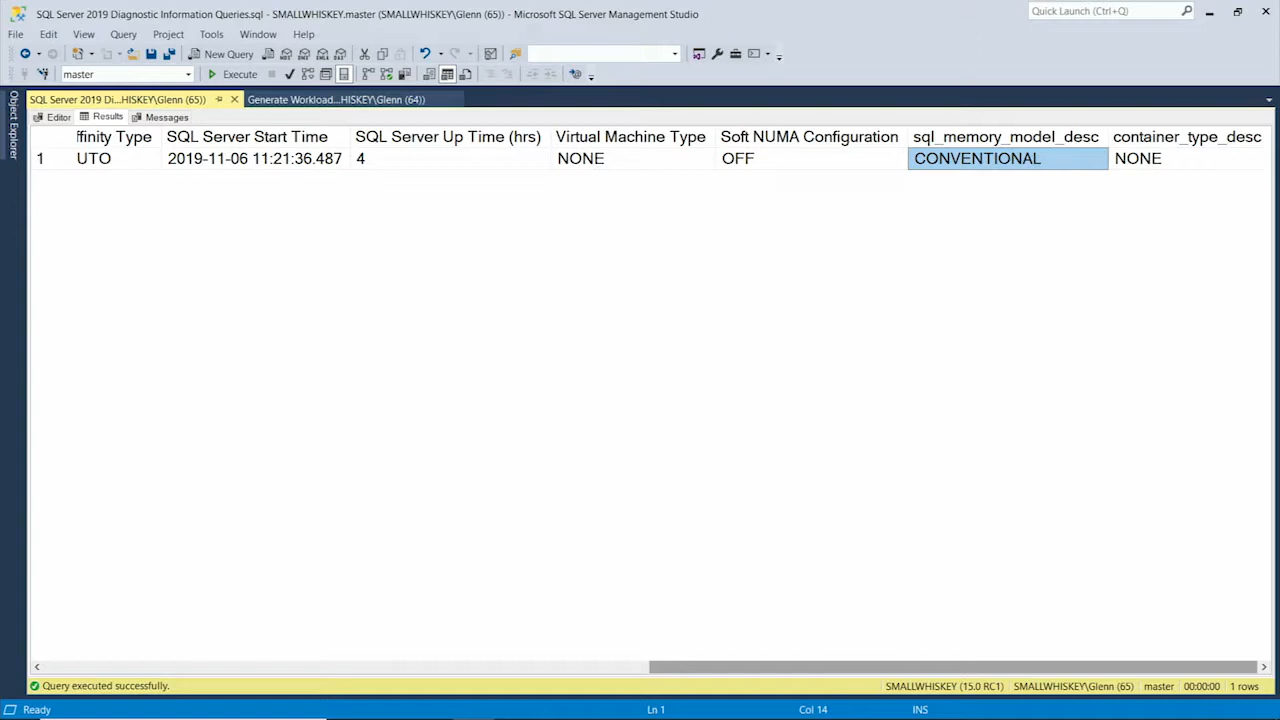 SQL Server 2019 Diagnostic Information Queries.sql - SMALLWHISKEY.master (SMALLWHISKEY\Glenn (65)) - Microsoft SQL Server Management Studio
Quick Launch (Ctrl+Q)
File Edit View Query Project Tools Window Help
New Query
master Execute
Object Explorer
SQL Server 2019 Di...HISKEY\Glenn (65)) Generate Workload...HISKEY\Glenn (64))
Editor Results Messages
ffinity Type SQL Server Start Time SQL Server Up Time (hrs) Virtual Machine Type Soft NUMA Configuration sql_memory_model_desc container_type_desc
1 UTO 2019-11-06 11:21:36.487 4 NONE OFF CONVENTIONAL NONE
Query executed successfully. SMALLWHISKEY (15.0 RC1) SMALLWHISKEY\Glenn (65) master 00:00:00 1 rows
Ready Ln 1 Col 14 INS